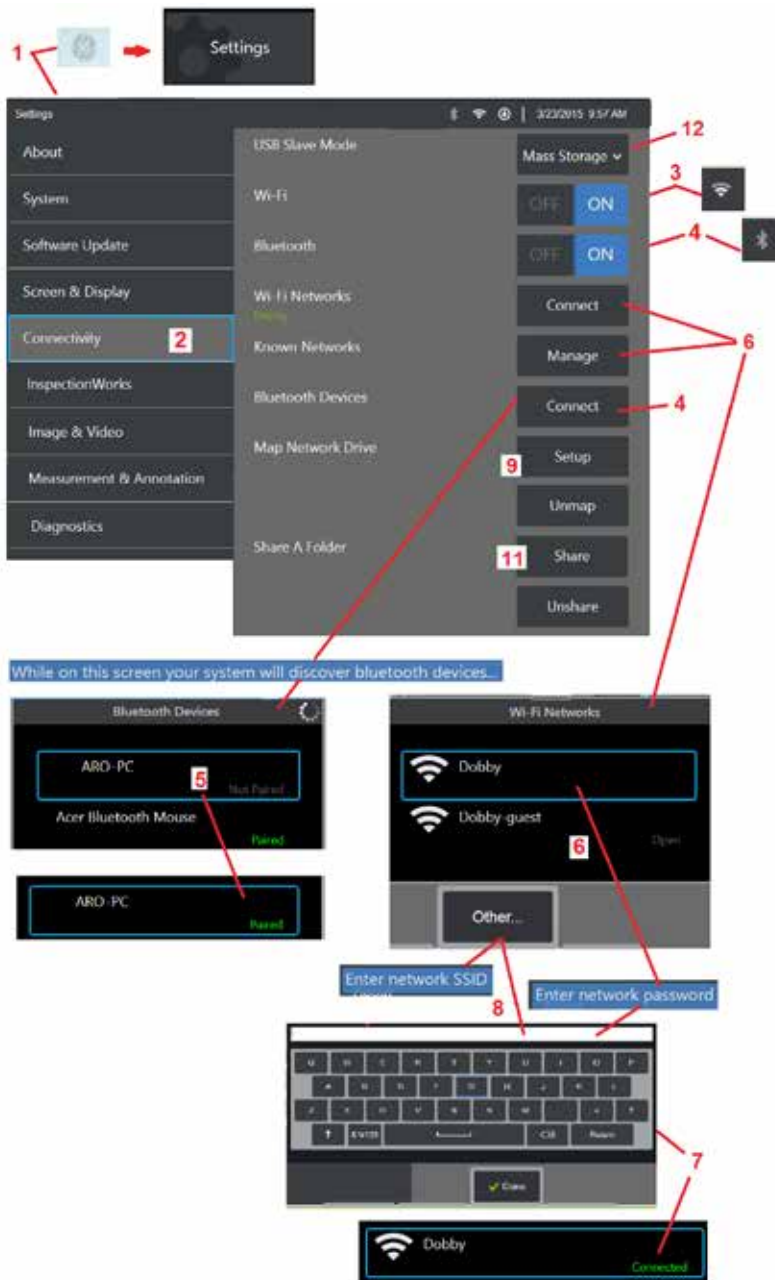 1
Settings
Settings
3/23/2015 9:57 AM
About
System
Software Update
Screen & Display
Connectivity
2
InspectionWorks
Image & Video
Measurement & Annotation
Diagnostics
USB Slave Mode
Mass Storage
12
Wi-Fi
OFF ON
3
Bluetooth
OFF ON
4
Wi-Fi Networks
Connect
6
Known Networks
Manage
Bluetooth Devices
Connect
4
Map Network Drive
9
Setup
Unmap
Share A Folder
11
Share
Unshare
While on this screen your system will discover bluetooth devices...
Bluetooth Devices
ARO-PC
5
Not Paired
Acer Bluetooth Mouse
Paired
ARO-PC
Paired
Wi-Fi Networks
Dobby
Dobby-guest
6
Open
Other...
Enter network SSID
8
Enter network password
Return
Done
7
Dobby
Connected